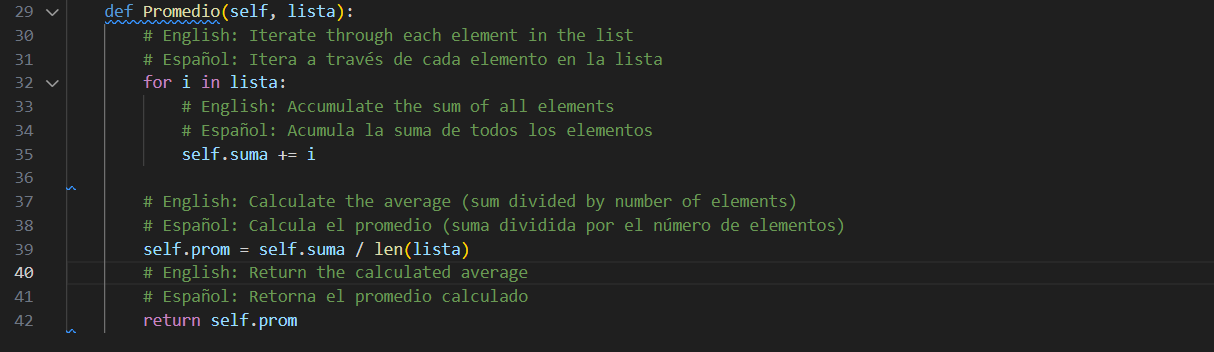 29 def Promedio(self, lista):
30 # English: Iterate through each element in the list
31 # Español: Itera a través de cada elemento en la lista
32 for i in lista:
33 # English: Accumulate the sum of all elements
34 # Español: Acumula la suma de todos los elementos
35 self.suma += i
36
37 # English: Calculate the average (sum divided by number of elements)
38 # Español: Calcula el promedio (suma dividida por el número de elementos)
39 self.prom = self.suma / len(lista)
40 # English: Return the calculated average
41 # Español: Retorna el promedio calculado
42 return self.prom